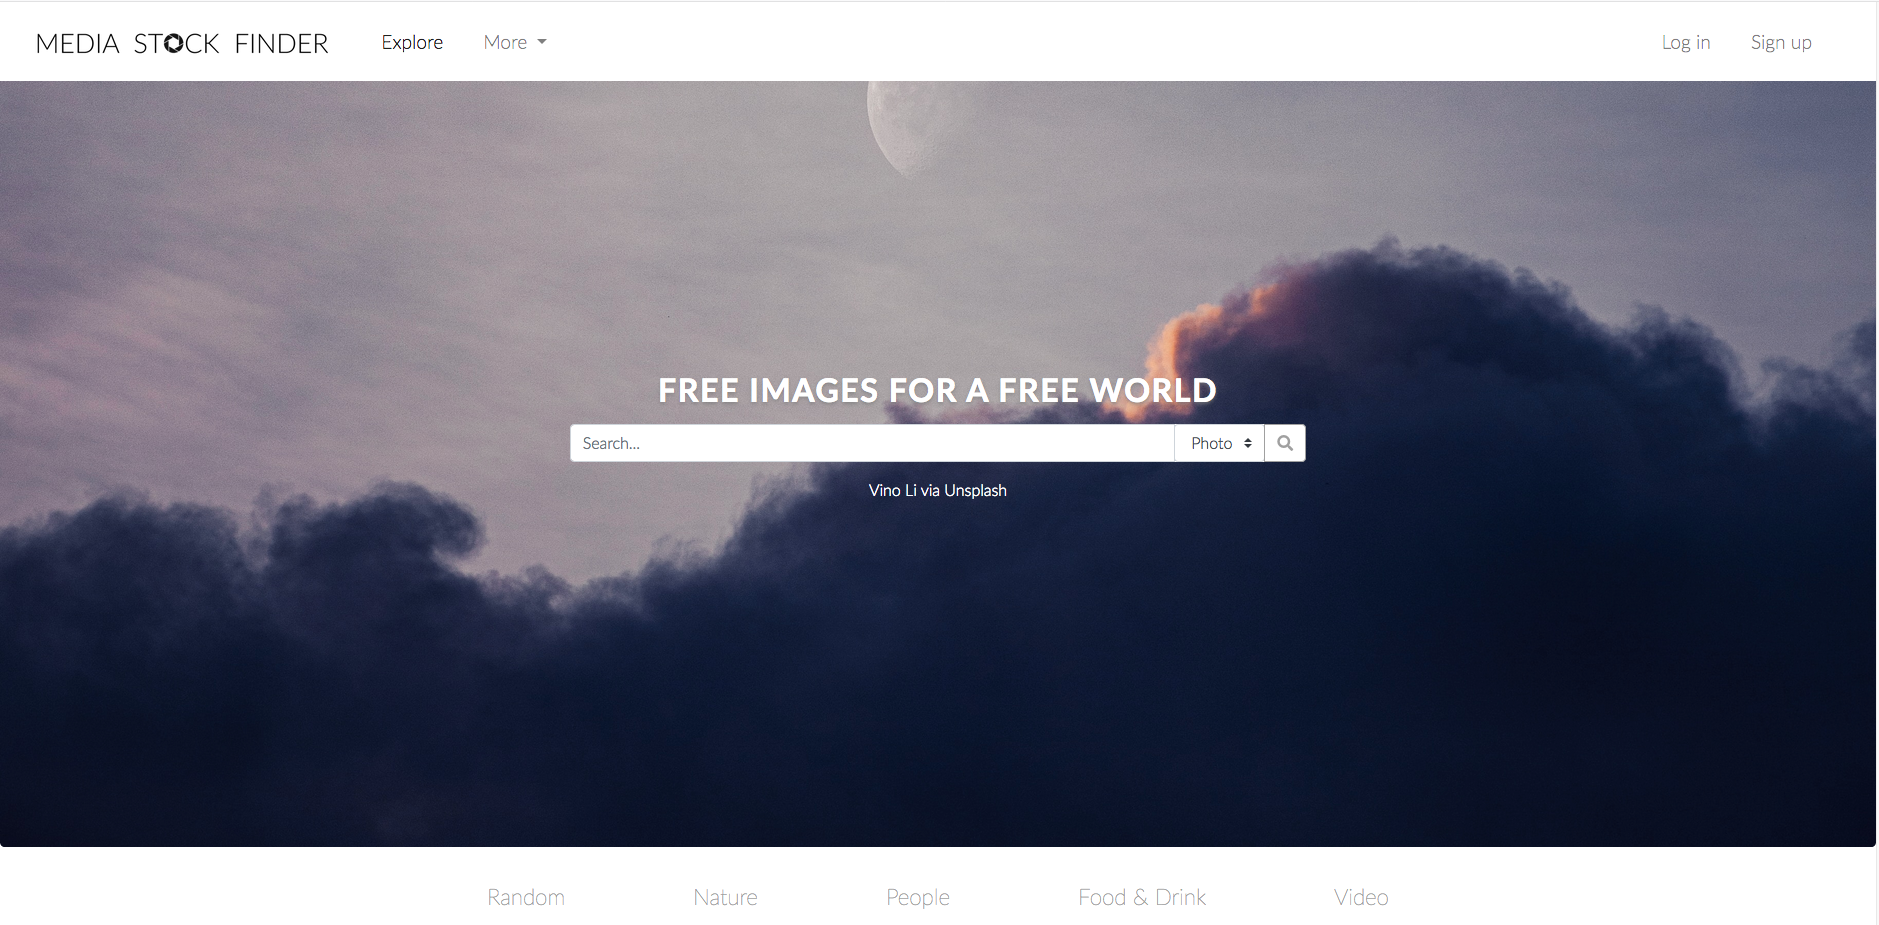 MEDIA STOCK FINDER Explore More Log in Sign up
FREE IMAGES FOR A FREE WORLD
Search... Photo
Vino Li via Unsplash
Random Nature People Food & Drink Video